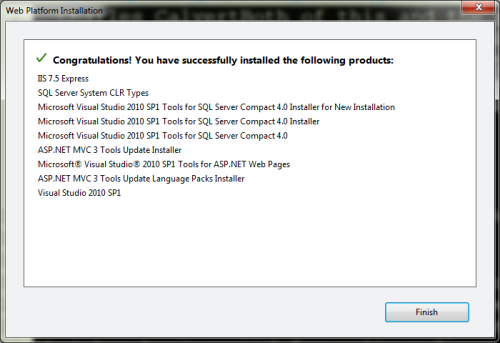 Web Platform Installation
Congratulations! You have successfully installed the following products:
IIS 7.5 Express
SQL Server System CLR Types
Microsoft Visual Studio 2010 SP1 Tools for SQL Server Compact 4.0 Installer for New Installation
Microsoft Visual Studio 2010 SP1 Tools for SQL Server Compact 4.0 Installer
Microsoft Visual Studio 2010 SP1 Tools for SQL Server Compact 4.0
ASP.NET MVC 3 Tools Update Installer
Microsoft® Visual Studio® 2010 SP1 Tools for ASP.NET Web Pages
ASP.NET MVC 3 Tools Update Language Packs Installer
Visual Studio 2010 SP1
Finish